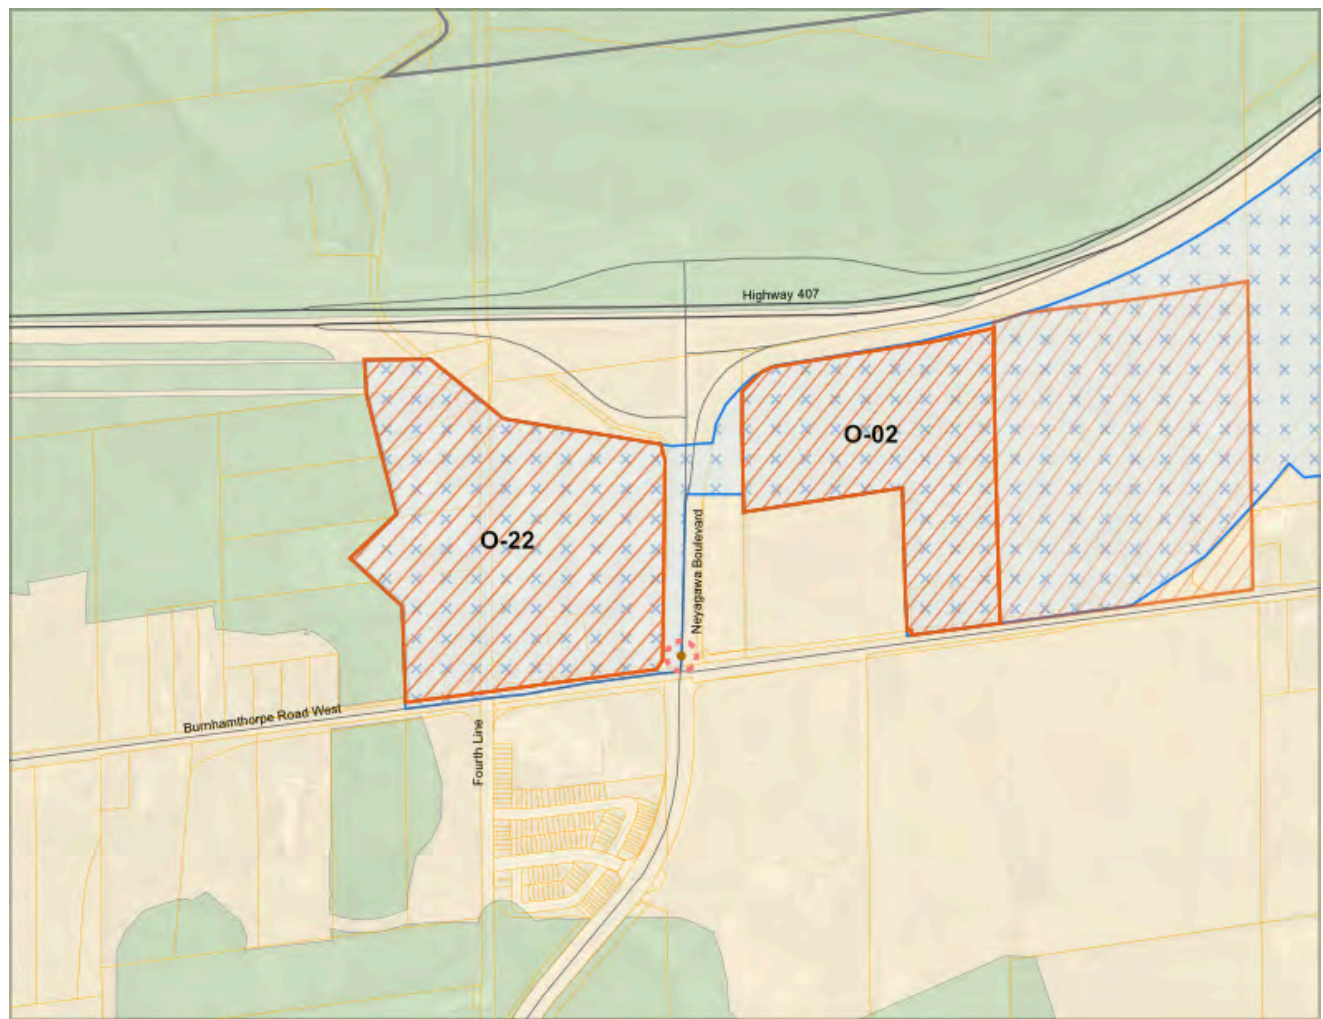 Highway 407
O-02
O-22
Neyagawa Boulevard
Burnhamthorpe Road West
Fourth Line